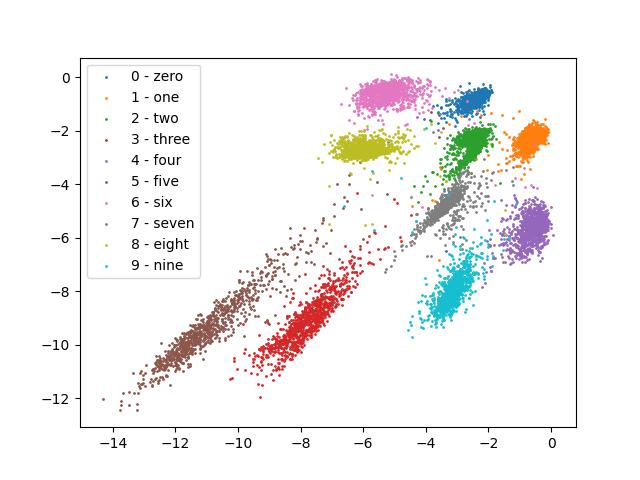 0 - zero
1 - one
2 - two
3 - three
4 - four
5 - five
6 - six
7 - seven
8 - eight
9 - nine
0
−2
−4
−6
−8
−10
−12
−14 −12 −10 −8 −6 −4 −2 0